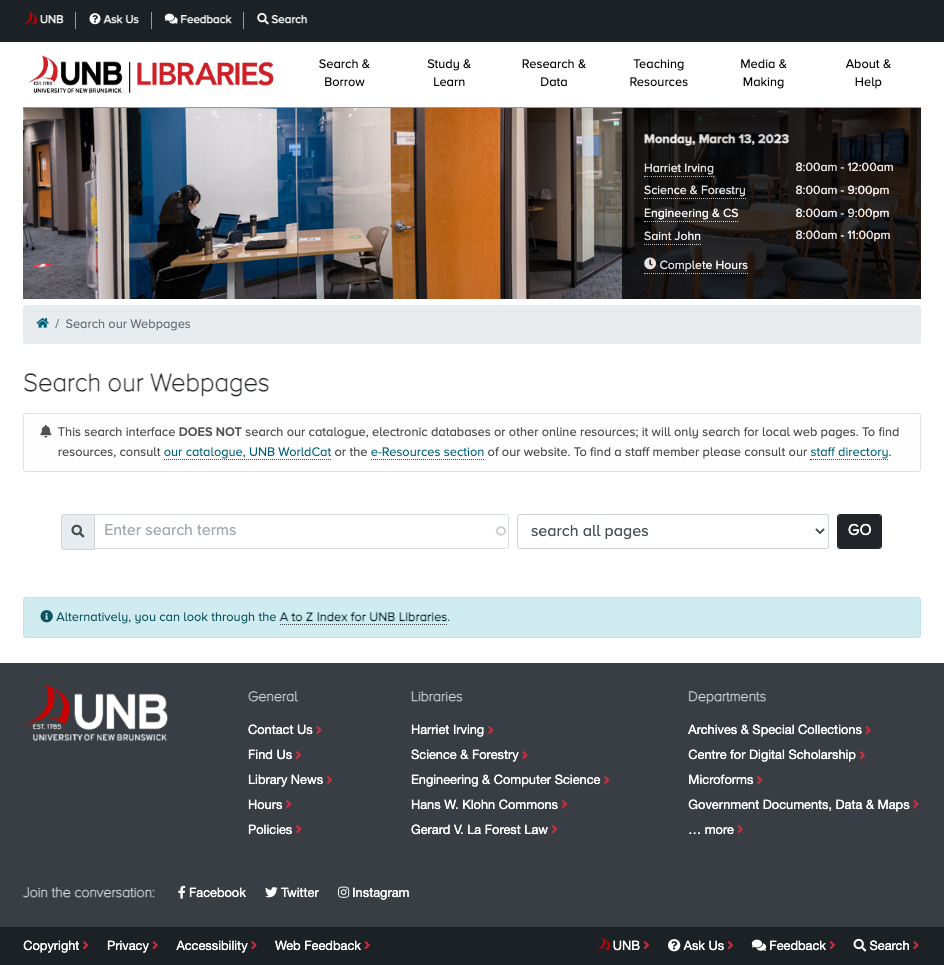 UNB
Ask Us
Feedback
Search
EST. 1785
UNB
UNIVERSITY OF NEW BRUNSWICK
LIBRARIES
Search &
Borrow
Study &
Learn
Research &
Data
Teaching
Resources
Media &
Making
About &
Help
Monday, March 13, 2023
Harriet Irving 8:00am - 12:00am
Science & Forestry 8:00am - 9:00pm
Engineering & CS 8:00am - 9:00pm
Saint John 8:00am - 11:00pm
Complete Hours
/ Search our Webpages
Search our Webpages
This search interface DOES NOT search our catalogue, electronic databases or other online resources; it will only search for local web pages. To find
resources, consult our catalogue, UNB WorldCat or the e-Resources section of our website. To find a staff member please consult our staff directory.
Enter search terms
search all pages
GO
Alternatively, you can look through the A to Z Index for UNB Libraries.
EST. 1785
UNB
UNIVERSITY OF NEW BRUNSWICK
General
Contact Us
Find Us
Library News
Hours
Policies
Libraries
Harriet Irving
Science & Forestry
Engineering & Computer Science
Hans W. Klohn Commons
Gerard V. La Forest Law
Departments
Archives & Special Collections
Centre for Digital Scholarship
Microforms
Government Documents, Data & Maps
... more
Join the conversation: Facebook Twitter Instagram
Copyright Privacy Accessibility Web Feedback UNB Ask Us Feedback Search